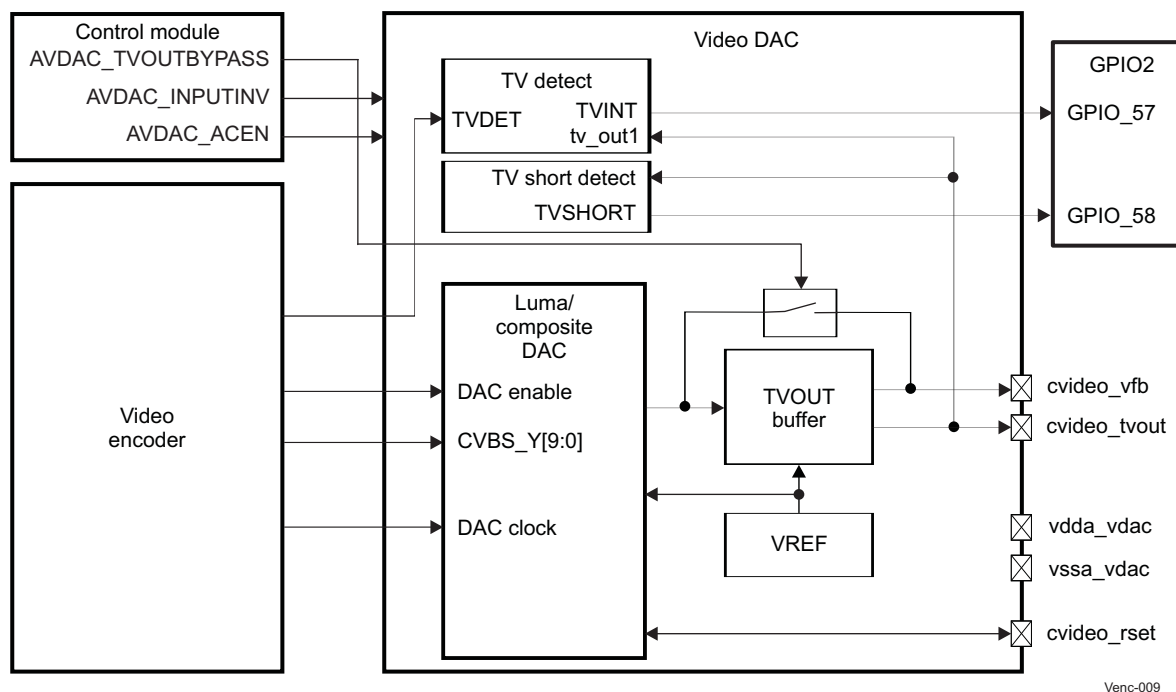 Control module
AVDAC_TVOUTBYPASS
AVDAC_INPUTINV
AVDAC_ACEN
Video
encoder
Video DAC
TV detect
TVDET
TVINT
tv_out1
TV short detect
TVSHORT
Luma/
composite
DAC
DAC enable
CVBS_Y[9:0]
DAC clock
TVOUT
buffer
VREF
GPIO2
GPIO_57
GPIO_58
cvideo_vfb
cvideo_tvout
vdda_vdac
vssa_vdac
cvideo_rset
Venc-009